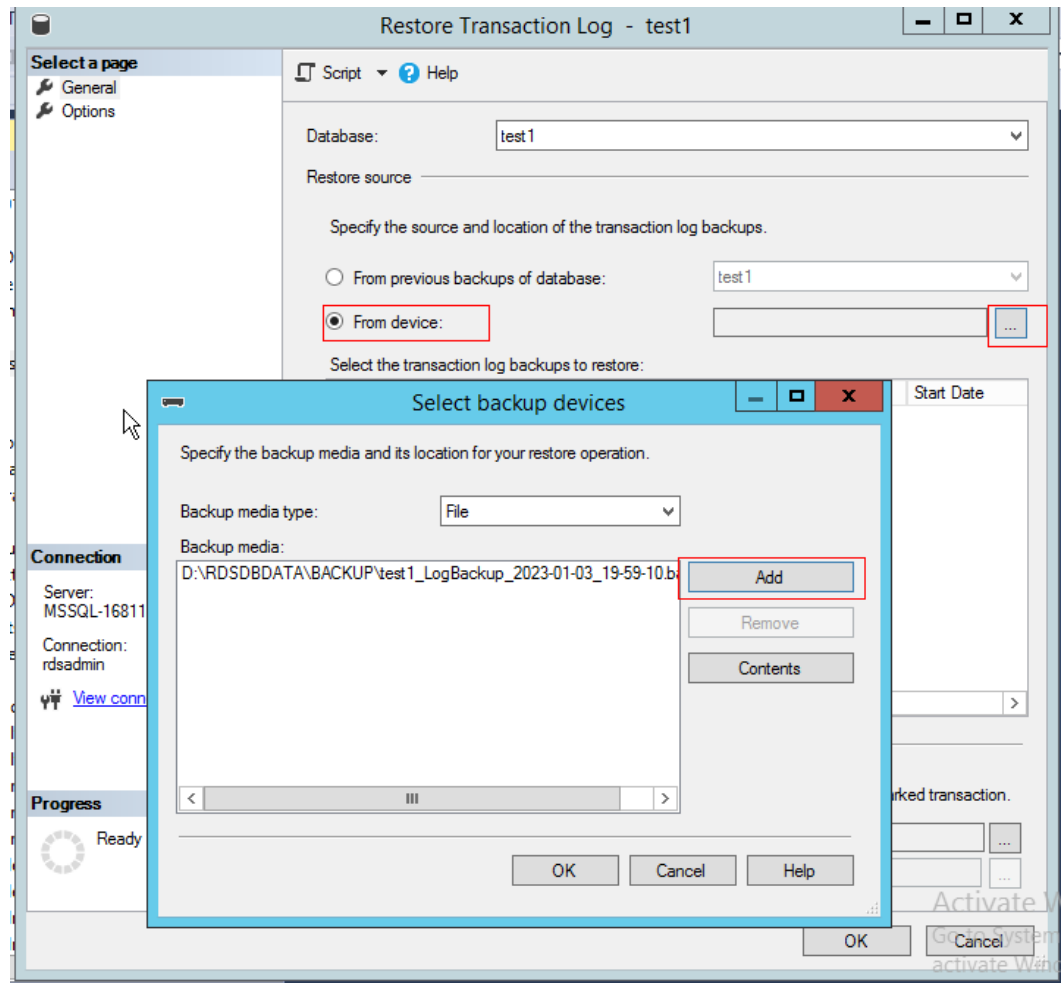 Restore Transaction Log - test1
Select a page
General
Options
Script
Help
Database:
test1
Restore source
Specify the source and location of the transaction log backups.
From previous backups of database:
test1
From device:
...
Select the transaction log backups to restore:
Start Date
Select backup devices
Specify the backup media and its location for your restore operation.
Backup media type:
File
Backup media:
D:\RDSDBDATA\BACKUP\test1_LogBackup_2023-01-03_19-59-10.ba
Add
Remove
Contents
OK
Cancel
Help
Connection
Server:
MSSQL-16811
Connection:
rdsadmin
View conn
Progress
Ready
rked transaction.
...
...
OK
Cancel
Activate W
Go to System
activate Wind